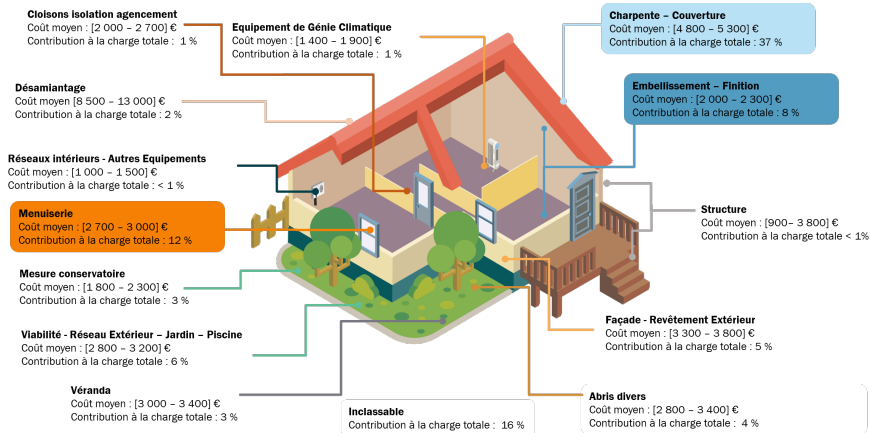 Cloisons isolation agencement
Coût moyen : [2 000 – 2 700] €
Contribution à la charge totale : 1 %
Equipement de Génie Climatique
Coût moyen : [1 400 – 1 900] €
Contribution à la charge totale : 1 %
Charpente – Couverture
Coût moyen : [4 800 – 5 300] €
Contribution à la charge totale : 37 %
Désamiantage
Coût moyen [8 500 – 13 000] €
Contribution à la charge totale : 2 %
Embellissement – Finition
Coût moyen : [2 000 – 2 300] €
Contribution à la charge totale : 8 %
Réseaux intérieurs - Autres Equipements
Coût moyen : [1 000 – 1 500] €
Contribution à la charge totale : < 1 %
Menuiserie
Coût moyen : [2 700 – 3 000] €
Contribution à la charge totale : 12 %
Structure
Coût moyen : [900– 3 800] €
Contribution à la charge totale < 1%
Mesure conservatoire
Coût moyen : [1 800 – 2 300] €
Contribution à la charge totale : 3 %
Façade - Revêtement Extérieur
Coût moyen : [3 300 – 3 800] €
Contribution à la charge totale : 5 %
Viabilité - Réseau Extérieur – Jardin – Piscine
Coût moyen : [2 800 – 3 200] €
Contribution à la charge totale : 6 %
Véranda
Coût moyen : [3 000 – 3 400] €
Contribution à la charge totale : 3 %
Inclassable
Contribution à la charge totale : 16 %
Abris divers
Coût moyen : [2 800 – 3 400] €
Contribution à la charge totale : 4 %